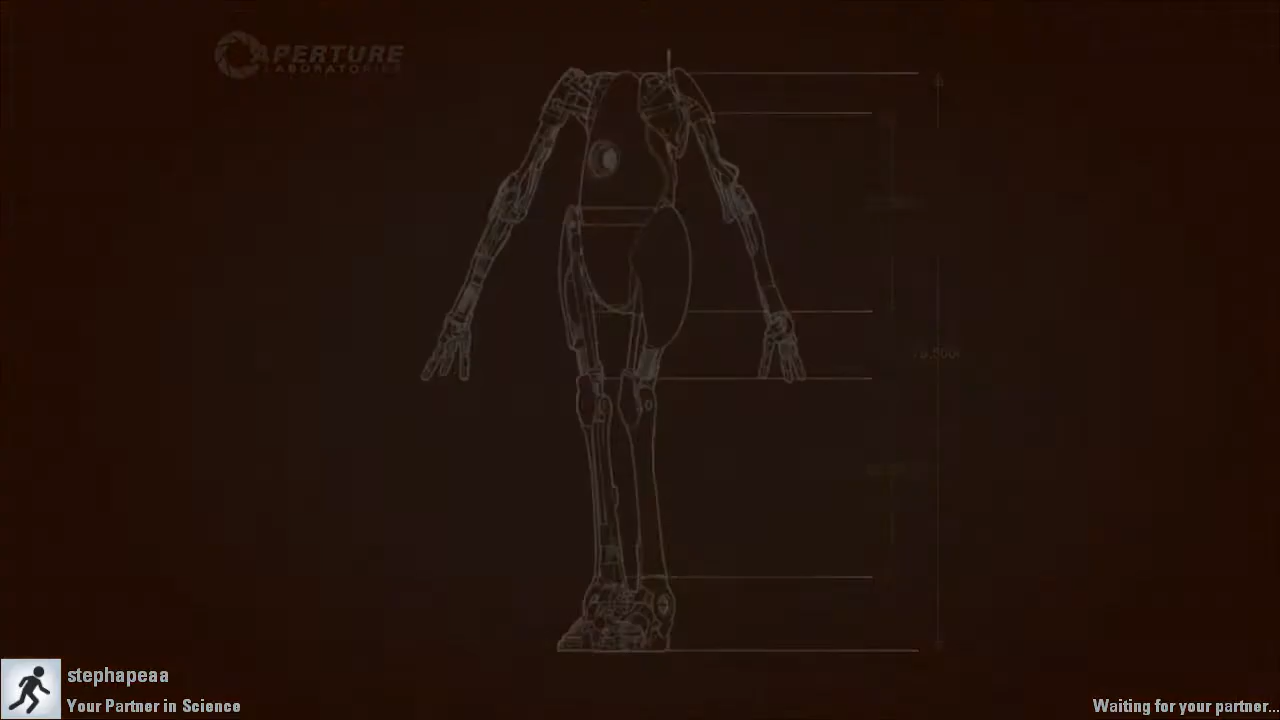 APERTURE
LABORATORIES
stephapeaa
Your Partner in Science
Waiting for your partner...